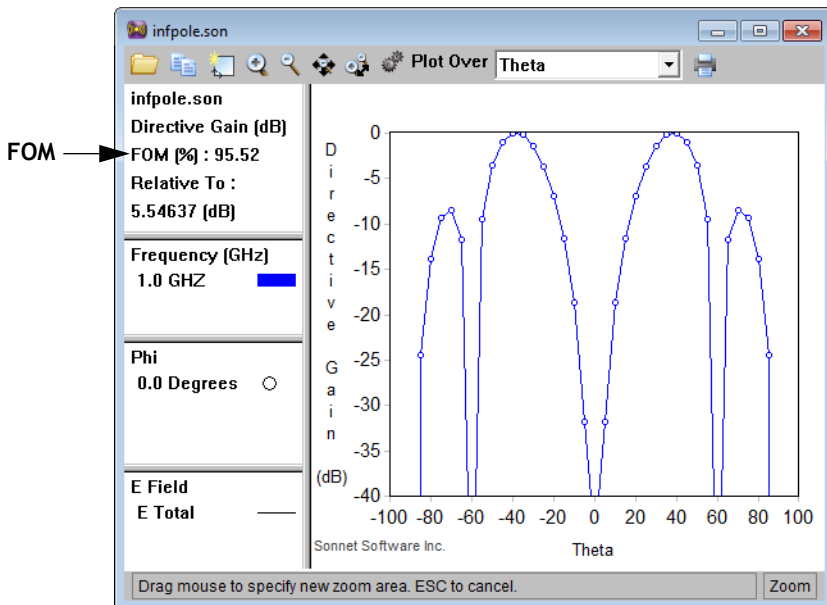 infpole.son
Plot Over Theta
FOM
infpole.son
Directive Gain (dB)
FOM (%) : 95.52
Relative To :
5.54637 (dB)
Frequency (GHz)
1.0 GHZ
Phi
0.0 Degrees
E Field
E Total
Directive Gain (dB)
0
-5
-10
-15
-20
-25
-30
-35
-40
-100 -80 -60 -40 -20 0 20 40 60 80 100
Sonnet Software Inc.
Theta
Drag mouse to specify new zoom area. ESC to cancel.
Zoom